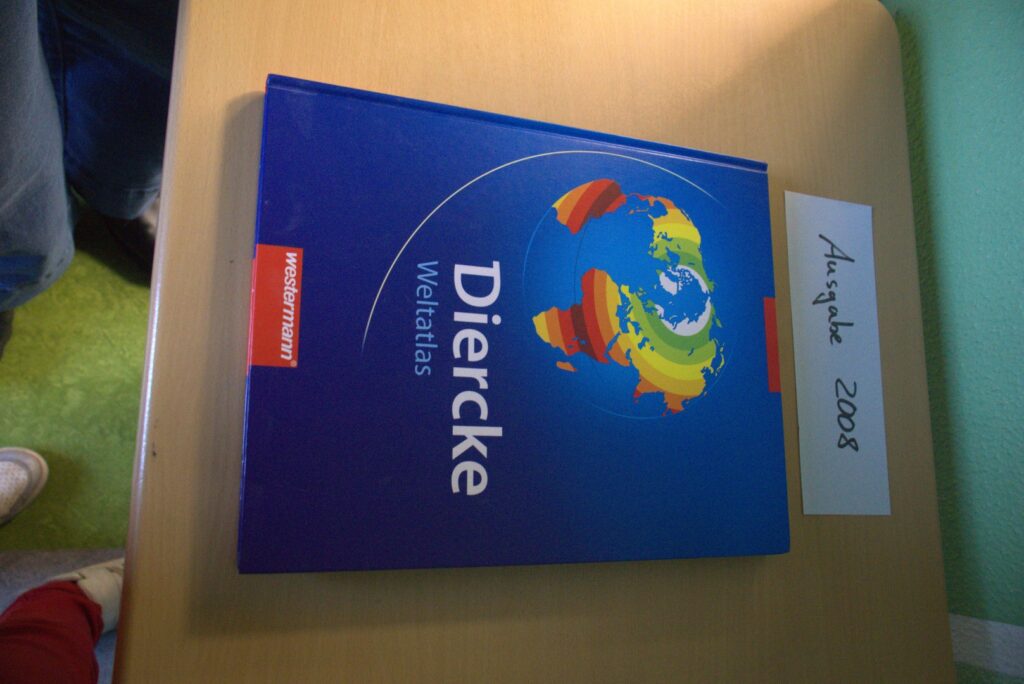 Ausgabe 2008
Diercke
Weltatlas
westermann®